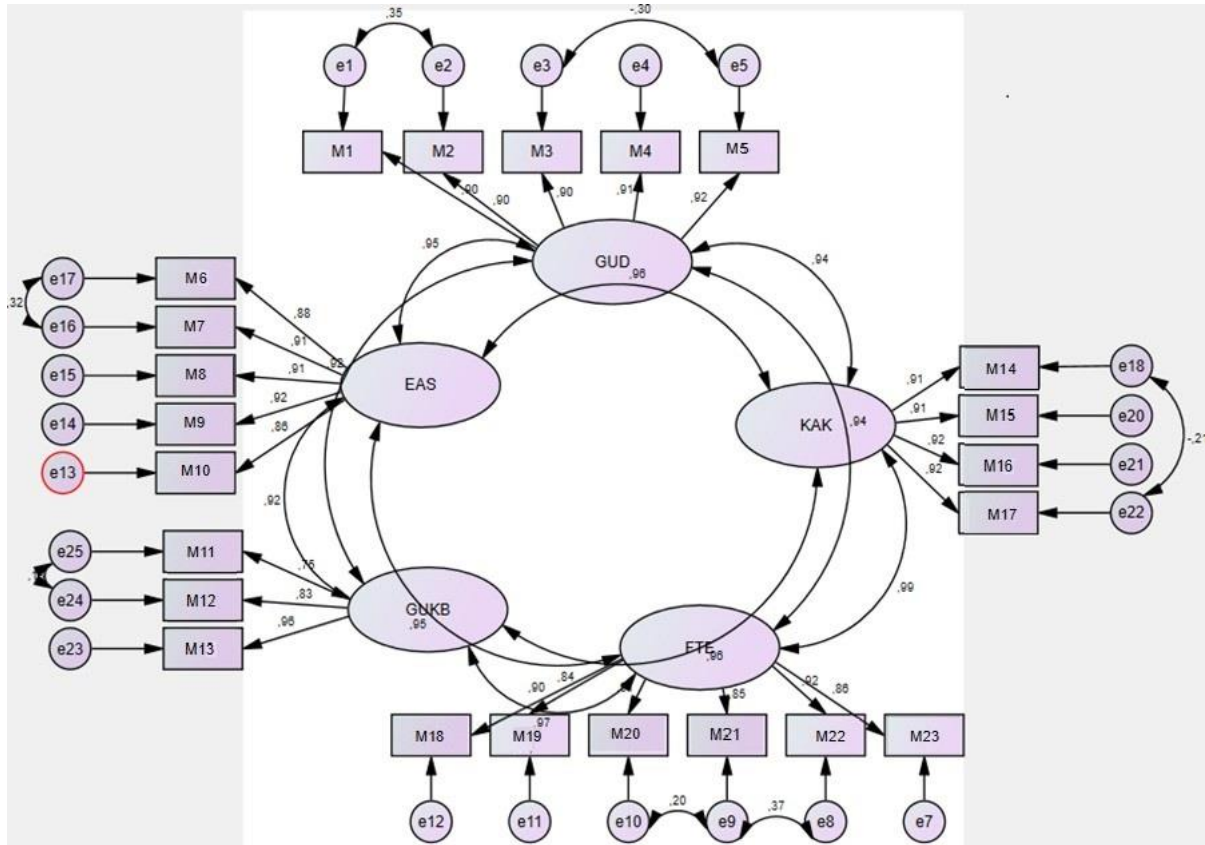 ,35
-,30
e1
e2
e3
e4
e5
M1
M2
M3
M4
M5
,90
,90
,90
,91
,92
GUD
,95
,96
,94
e17
M6
,32
e16
M7
e15
M8
e14
M9
e13
M10
,88
,91
,91
,92
,86
,92
EAS
KAK
,94
,91
,91
,92
,92
M14
e18
M15
e20
M16
e21
M17
e22
-,21
,92
,99
e25
M11
e24
M12
e23
M13
,75
,83
,96
GUKB
,95
FTE
,96
,90
,84
,85
,92
,86
,97
M18
M19
M20
M21
M22
M23
,20
,37
e12
e11
e10
e9
e8
e7